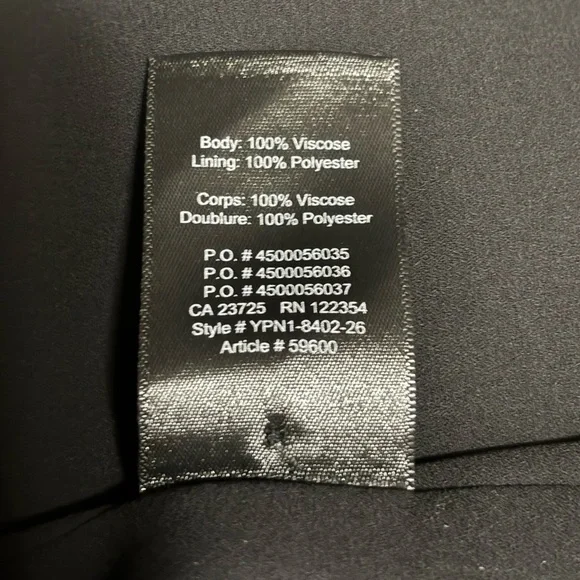 Body: 100% Viscose
Lining: 100% Polyester
Corps: 100% Viscose
Doublure: 100% Polyester
P.O. # 4500056035
P.O. # 4500056036
P.O. # 4500056037
CA 23725 RN 122354
Style # YPN1-8402-26
Article # 59600